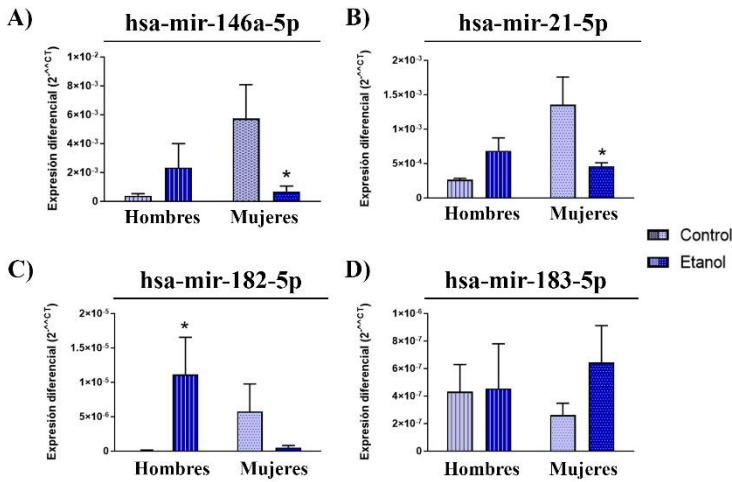 A)
hsa-mir-146a-5p
Expresión diferencial (2-^^CT)
1×10-2
8×10-3
6×10-3
4×10-3
2×10-3
0
*
Hombres Mujeres
B)
hsa-mir-21-5p
Expresión diferencial (2-^^CT)
2×10-3
1.5×10-3
1×10-3
5×10-4
0
*
Hombres Mujeres
Control
Etanol
C)
hsa-mir-182-5p
Expresión diferencial (2-^^CT)
2×10-5
1×10-5
1×10-5
5×10-6
0
*
Hombres Mujeres
D)
hsa-mir-183-5p
Expresión diferencial (2-^^CT)
1×10-6
8×10-7
6×10-7
4×10-7
2×10-7
0
Hombres Mujeres